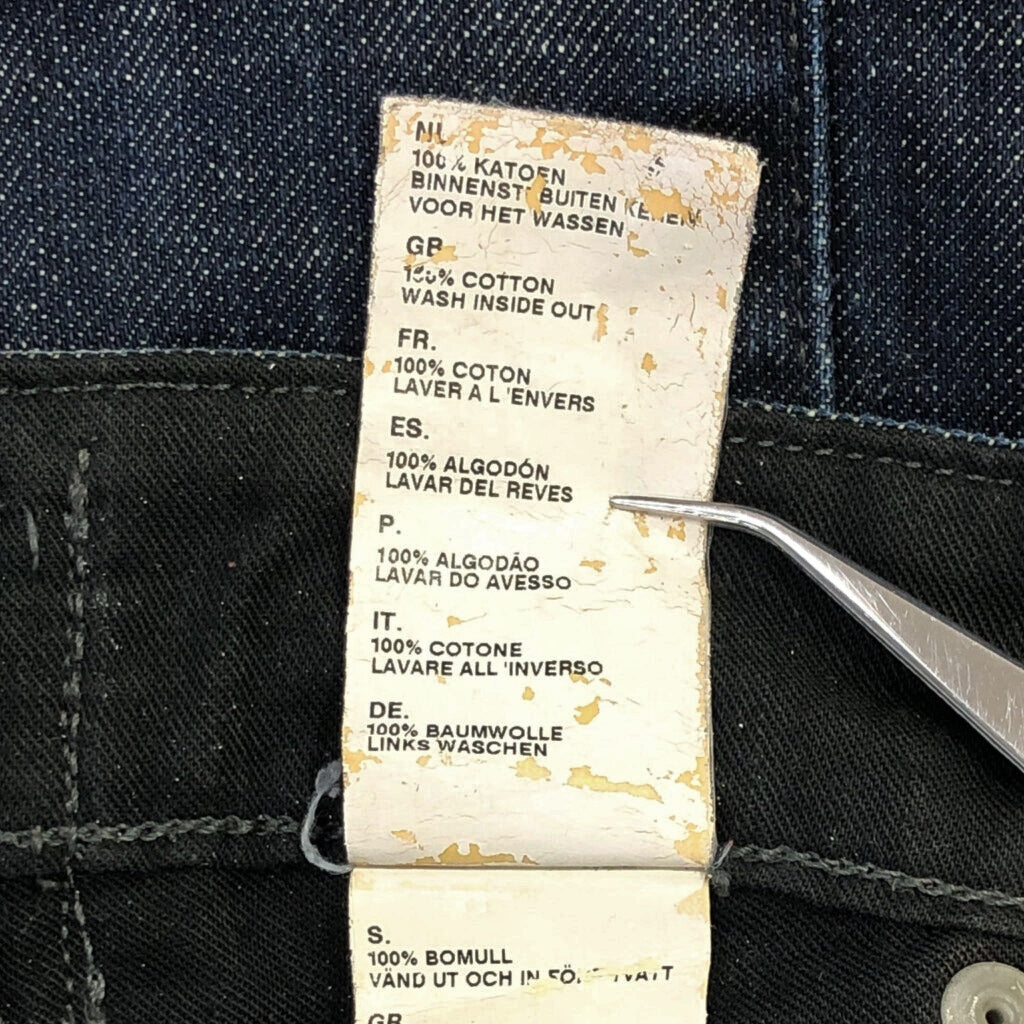 NL
100% KATOEN
BUITEN
VOOR HET WASSEN
GB
100% COTTON
WASH INSIDE OUT
FR.
100% COTON
LAVER A L 'ENVERS
ES.
100% ALGODÓN
LAVAR DEL REVES
P.
100% ALGODÃO
LAVAR DO AVESSO
IT.
100% COTONE
LAVARE ALL 'INVERSO
DE.
100% BAUMWOLLE
LINKS WASCHEN
S.
100% BOMULL
VÄND UT OCH IN
GB